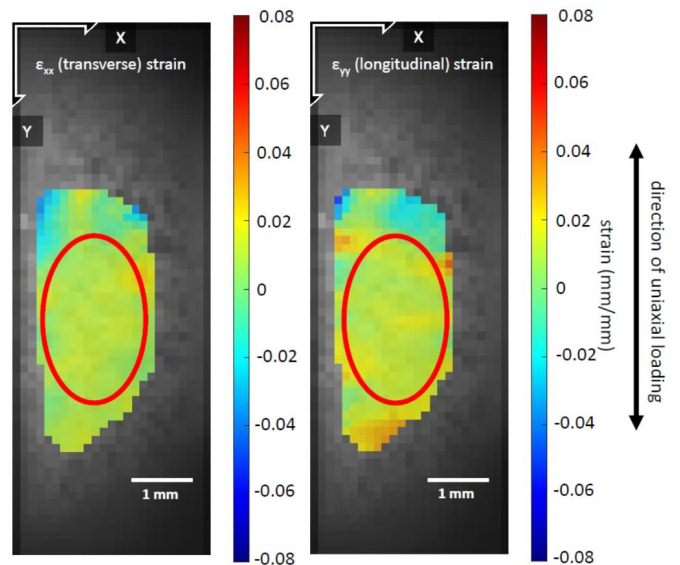 X
ε_xx (transverse) strain
Y
1 mm
0.08
0.06
0.04
0.02
0
-0.02
-0.04
-0.06
-0.08
X
ε_yy (longitudinal) strain
Y
1 mm
0.08
0.06
0.04
0.02
0
-0.02
-0.04
-0.06
-0.08
strain (mm/mm)
direction of uniaxial loading